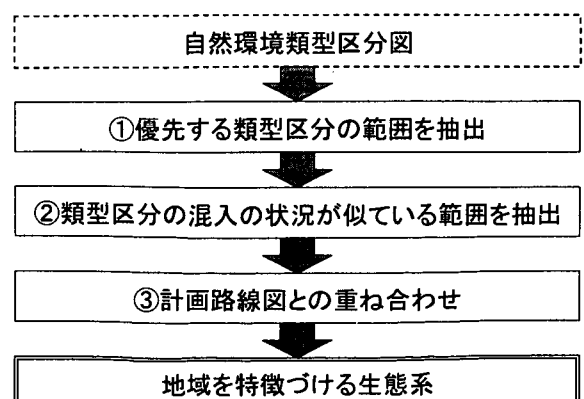 自然環境類型区分図
①優先する類型区分の範囲を抽出
②類型区分の混入の状況が似ている範囲を抽出
③計画路線図との重ね合わせ
地域を特徴づける生態系